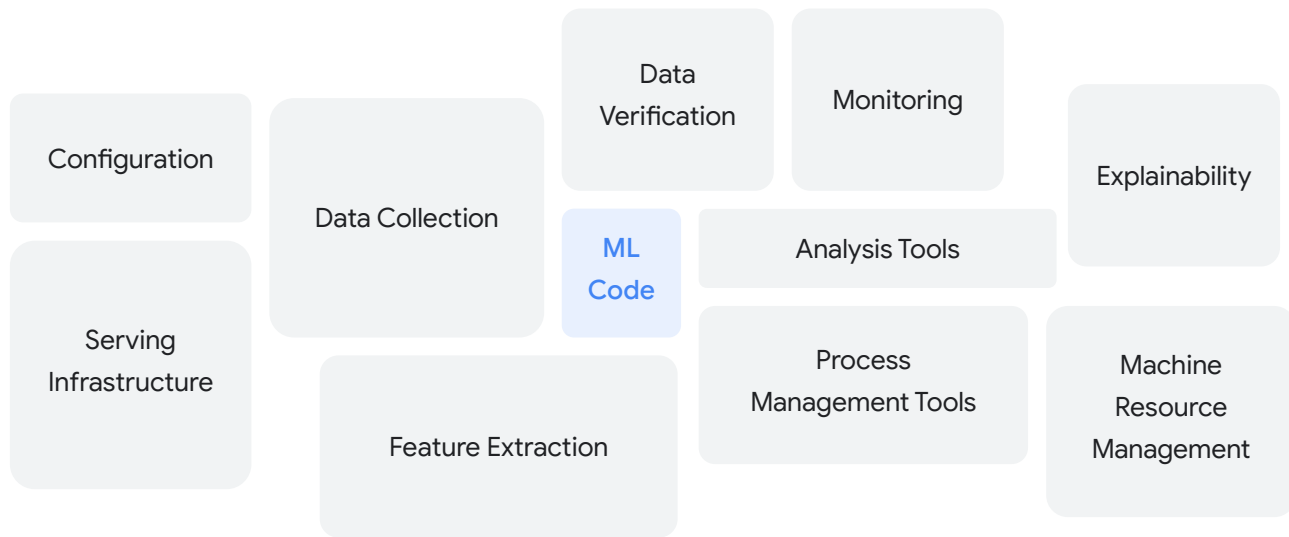 Data
Verification
Monitoring
Configuration
Data Collection
Explainability
ML
Code
Analysis Tools
Serving
Infrastructure
Process
Management Tools
Machine
Resource
Management
Feature Extraction